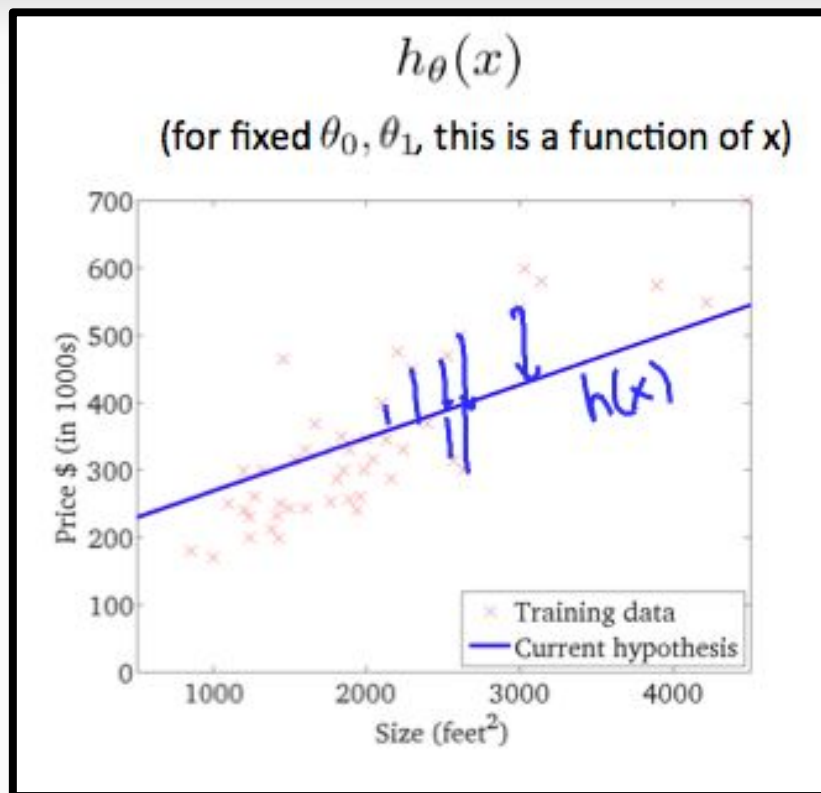 h_θ(x)
(for fixed θ₀, θ₁, this is a function of x)
700
600
500
400
300
200
100
0
Price $ (in 1000s)
h(x)
Training data
Current hypothesis
1000 2000 3000 4000
Size (feet²)